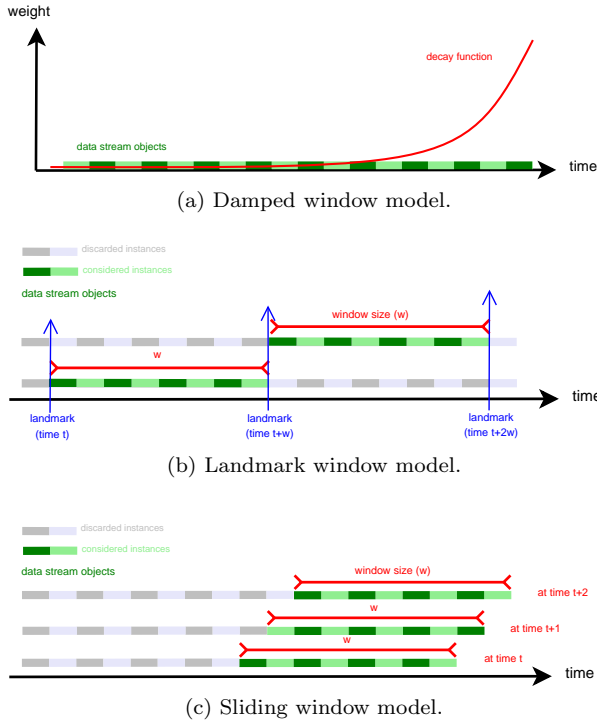 weight
decay function
data stream objects
time
(a) Damped window model.
discarded instances
considered instances
data stream objects
window size (w)
w
time
landmark
(time t)
landmark
(time t+w)
landmark
(time t+2w)
(b) Landmark window model.
discarded instances
considered instances
data stream objects
window size (w)
at time t+2
w
at time t+1
w
at time t
time
(c) Sliding window model.